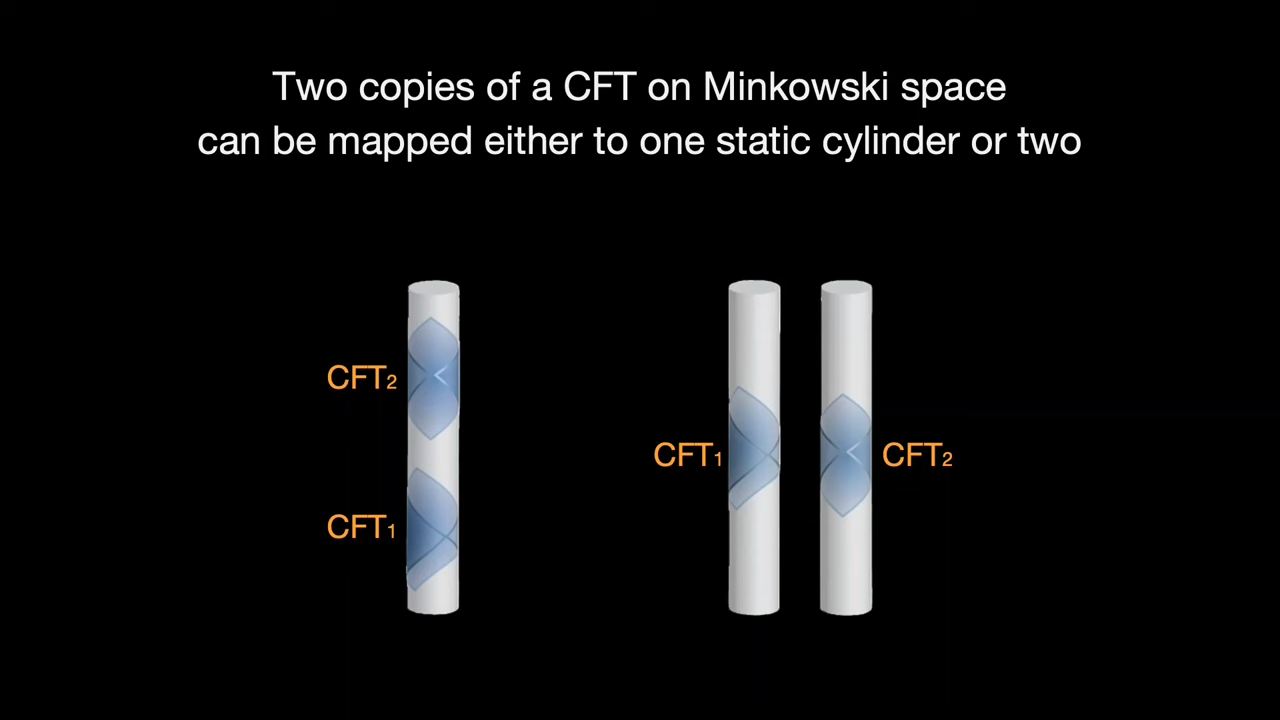 Two copies of a CFT on Minkowski space
can be mapped either to one static cylinder or two
CFT₂
CFT₁ CFT₂
CFT₁